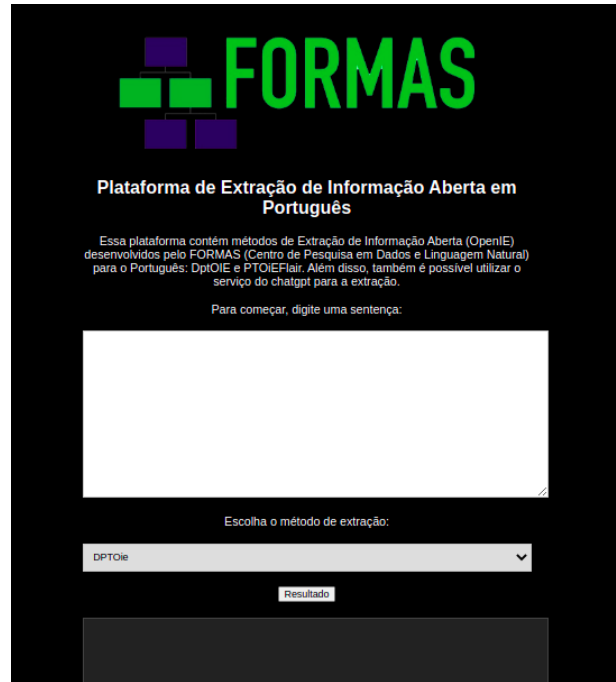 FORMAS
Plataforma de Extração de Informação Aberta em
Português
Essa plataforma contém métodos de Extração de Informação Aberta (OpenIE)
desenvolvidos pelo FORMAS (Centro de Pesquisa em Dados e Linguagem Natural)
para o Português: DptOIE e PTOiEFlair. Além disso, também é possível utilizar o
serviço do chatgpt para a extração.
Para começar, digite uma sentença:
Escolha o método de extração:
DPTOie
Resultado